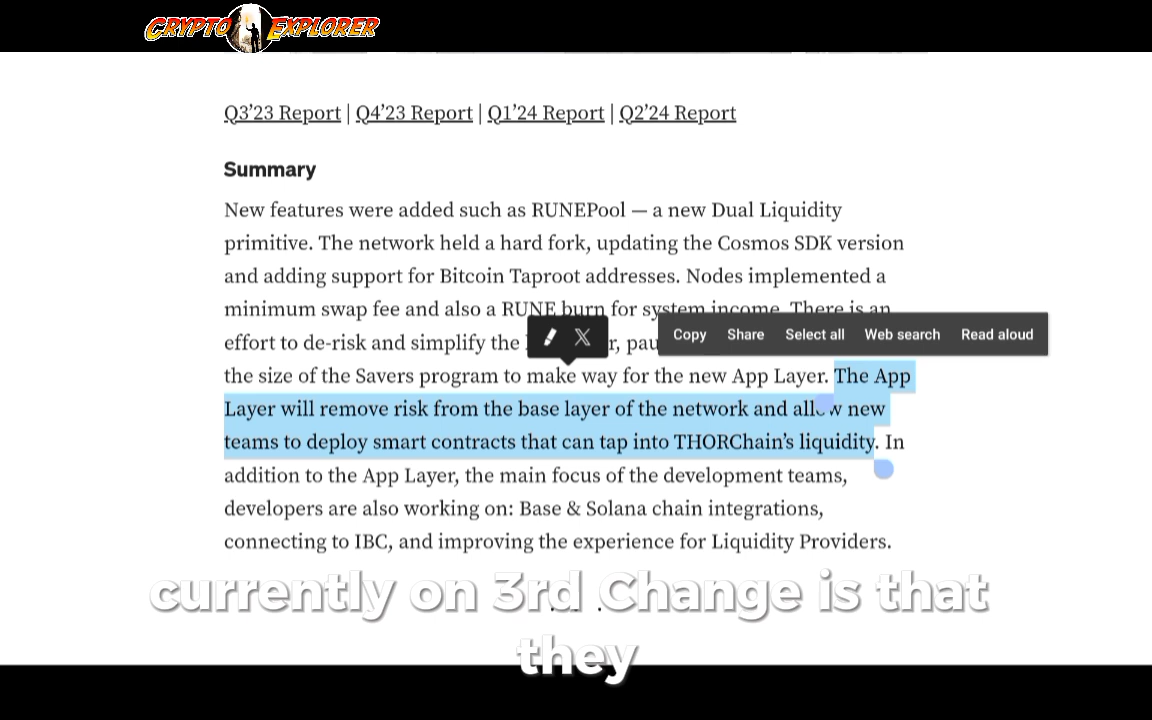 CRYPTO EXPLORER
Q3’23 Report | Q4’23 Report | Q1’24 Report | Q2’24 Report
Summary
New features were added such as RUNEPool — a new Dual Liquidity
primitive. The network held a hard fork, updating the Cosmos SDK version
and adding support for Bitcoin Taproot addresses. Nodes implemented a
minimum swap fee and also a RUNE burn for system income. There is an
effort to de-risk and simplify the
Copy Share Select all Web search Read aloud
the size of the Savers program to make way for the new App Layer. The App
Layer will remove risk from the base layer of the network and allow new
teams to deploy smart contracts that can tap into THORChain’s liquidity. In
addition to the App Layer, the main focus of the development teams,
developers are also working on: Base & Solana chain integrations,
connecting to IBC, and improving the experience for Liquidity Providers.
currently on 3rd Change is that
they